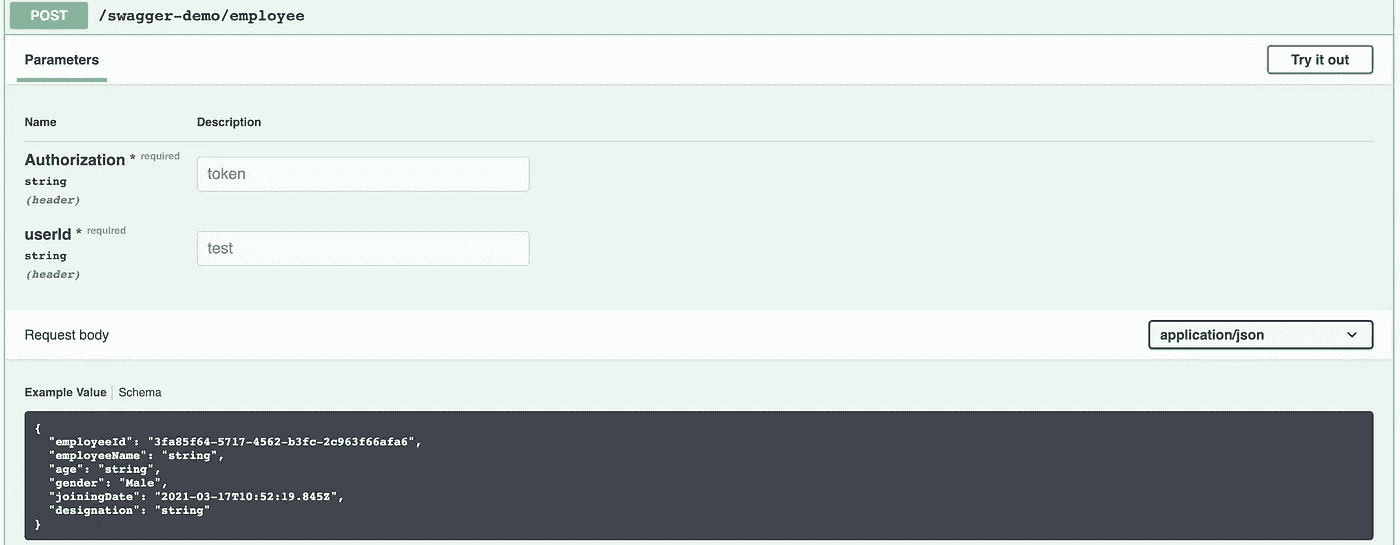 POST /swagger-demo/employee
Parameters
Try it out
Name Description
Authorization * required
string
(header)
token
userId * required
string
(header)
test
Request body
application/json
Example Value | Schema
{
  "employeeId": "3fa85f64-5717-4562-b3fc-2c963f66afa6",
  "employeeName": "string",
  "age": "string",
  "gender": "Male",
  "joiningDate": "2021-03-17T10:52:19.845Z",
  "designation": "string"
}